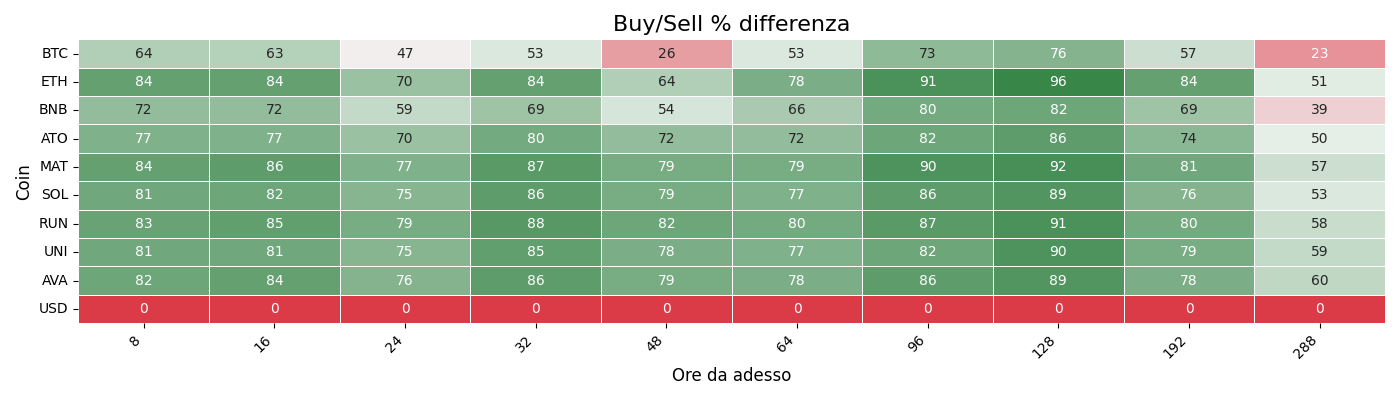 Buy/Sell % differenza
Coin
BTC 64 63 47 53 26 53 73 76 57 23
ETH 84 84 70 84 64 78 91 96 84 51
BNB 72 72 59 69 54 66 80 82 69 39
ATO 77 77 70 80 72 72 82 86 74 50
MAT 84 86 77 87 79 79 90 92 81 57
SOL 81 82 75 86 79 77 86 89 76 53
RUN 83 85 79 88 82 80 87 91 80 58
UNI 81 81 75 85 78 77 82 90 79 59
AVA 82 84 76 86 79 78 86 89 78 60
USD 0 0 0 0 0 0 0 0 0 0
8 16 24 32 48 64 96 128 192 288
Ore da adesso